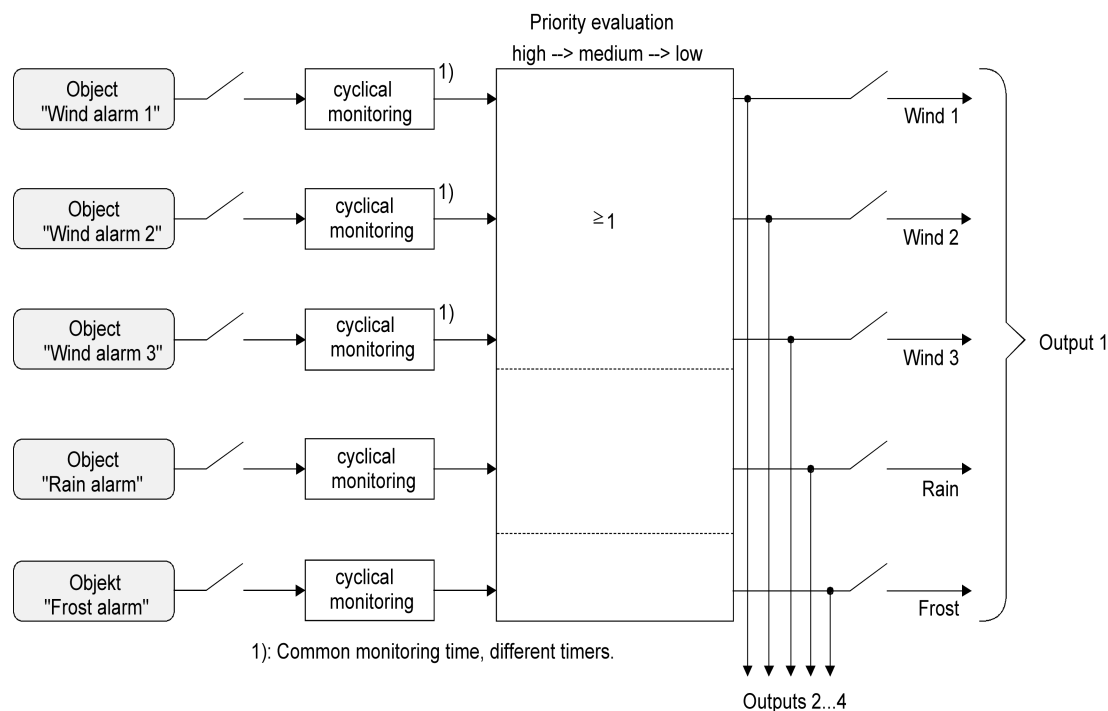 Priority evaluation
high --> medium --> low
Object
"Wind alarm 1"
cyclical
monitoring
1)
Wind 1
Object
"Wind alarm 2"
cyclical
monitoring
1)
≥1
Wind 2
Object
"Wind alarm 3"
cyclical
monitoring
1)
Wind 3
Output 1
Object
"Rain alarm"
cyclical
monitoring
Rain
Objekt
"Frost alarm"
cyclical
monitoring
Frost
1): Common monitoring time, different timers.
Outputs 2...4